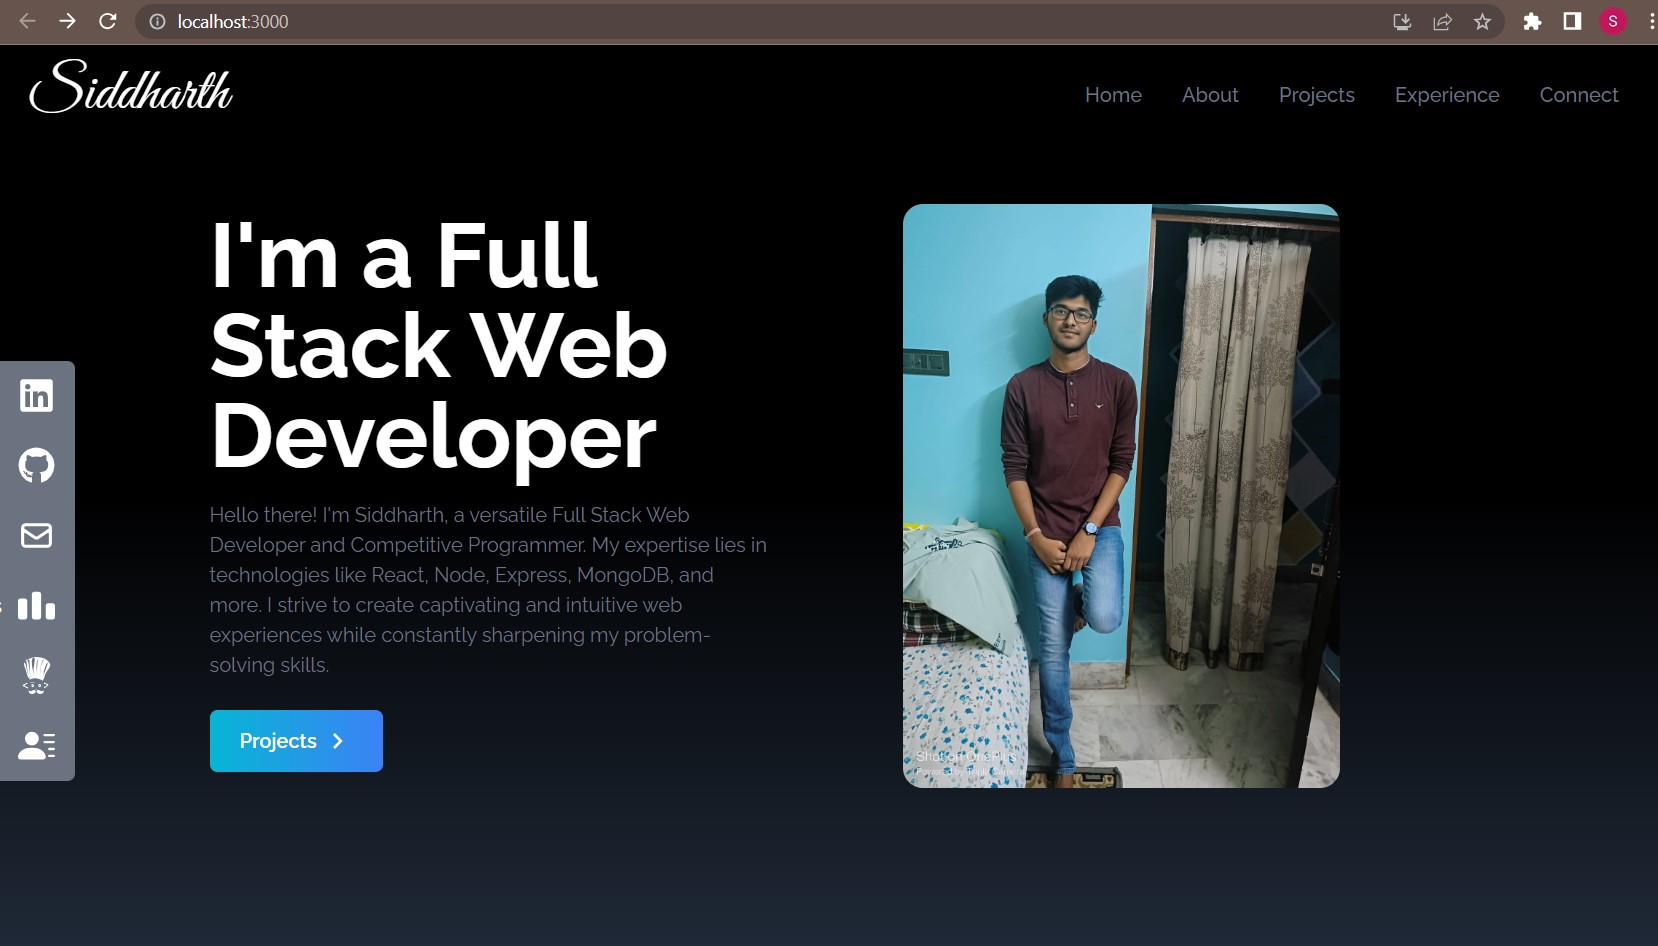 localhost:3000
S
Siddharth
Home About Projects Experience Connect
I'm a Full
Stack Web
Developer
Hello there! I'm Siddharth, a versatile Full Stack Web
Developer and Competitive Programmer. My expertise lies in
technologies like React, Node, Express, MongoDB, and
more. I strive to create captivating and intuitive web
experiences while constantly sharpening my problem-
solving skills.
Projects
in
Shot on OnePlus